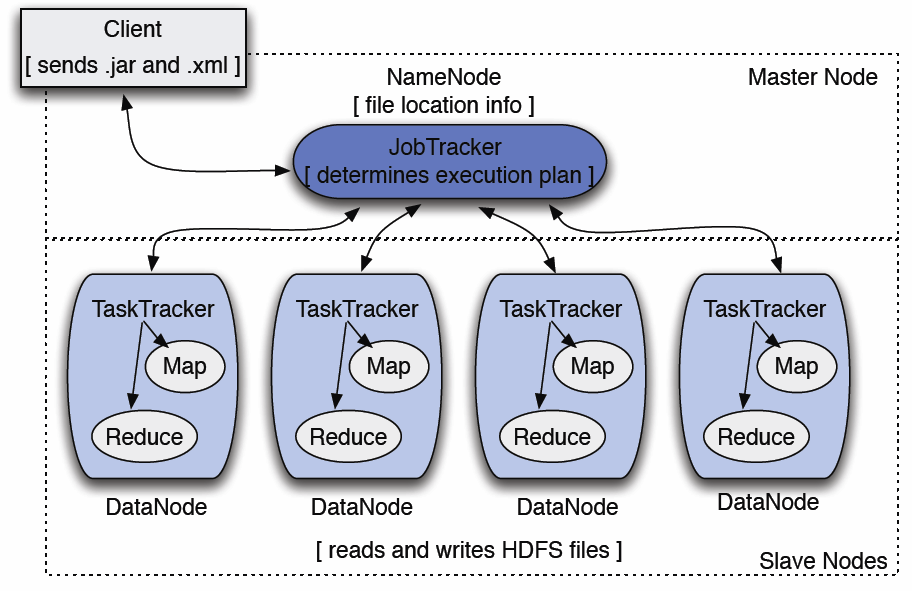 Client
[ sends .jar and .xml ]
NameNode
[ file location info ]
Master Node
JobTracker
[ determines execution plan ]
TaskTracker
Map
Reduce
DataNode
TaskTracker
Map
Reduce
DataNode
TaskTracker
Map
Reduce
DataNode
TaskTracker
Map
Reduce
DataNode
[ reads and writes HDFS files ]
Slave Nodes